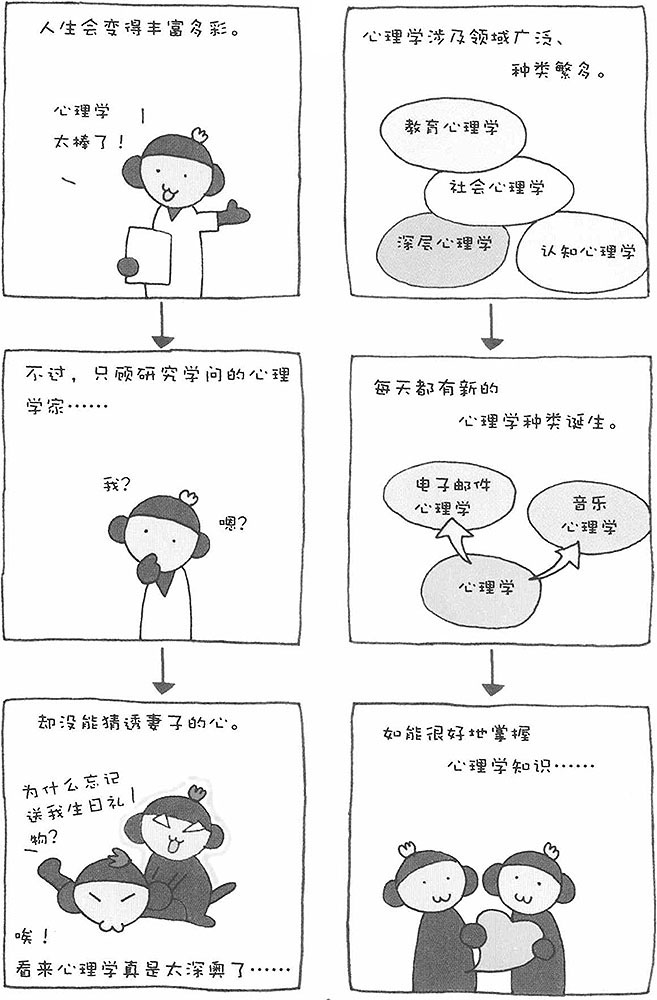 心理学涉及领域广泛、
种类繁多。
教育心理学
社会心理学
深层心理学
认知心理学
每天都有新的
心理学种类诞生。
电子邮件
心理学
音乐
心理学
心理学
如能很好地掌握
心理学知识……
人生会变得丰富多彩。
心理学
太棒了！
不过，只顾研究学问的心理
学家……
我？
嗯？
却没能猜诱妻子的心。
为什么忘记
送我生日礼
物？
唉！
看来心理学真是太深奥了……